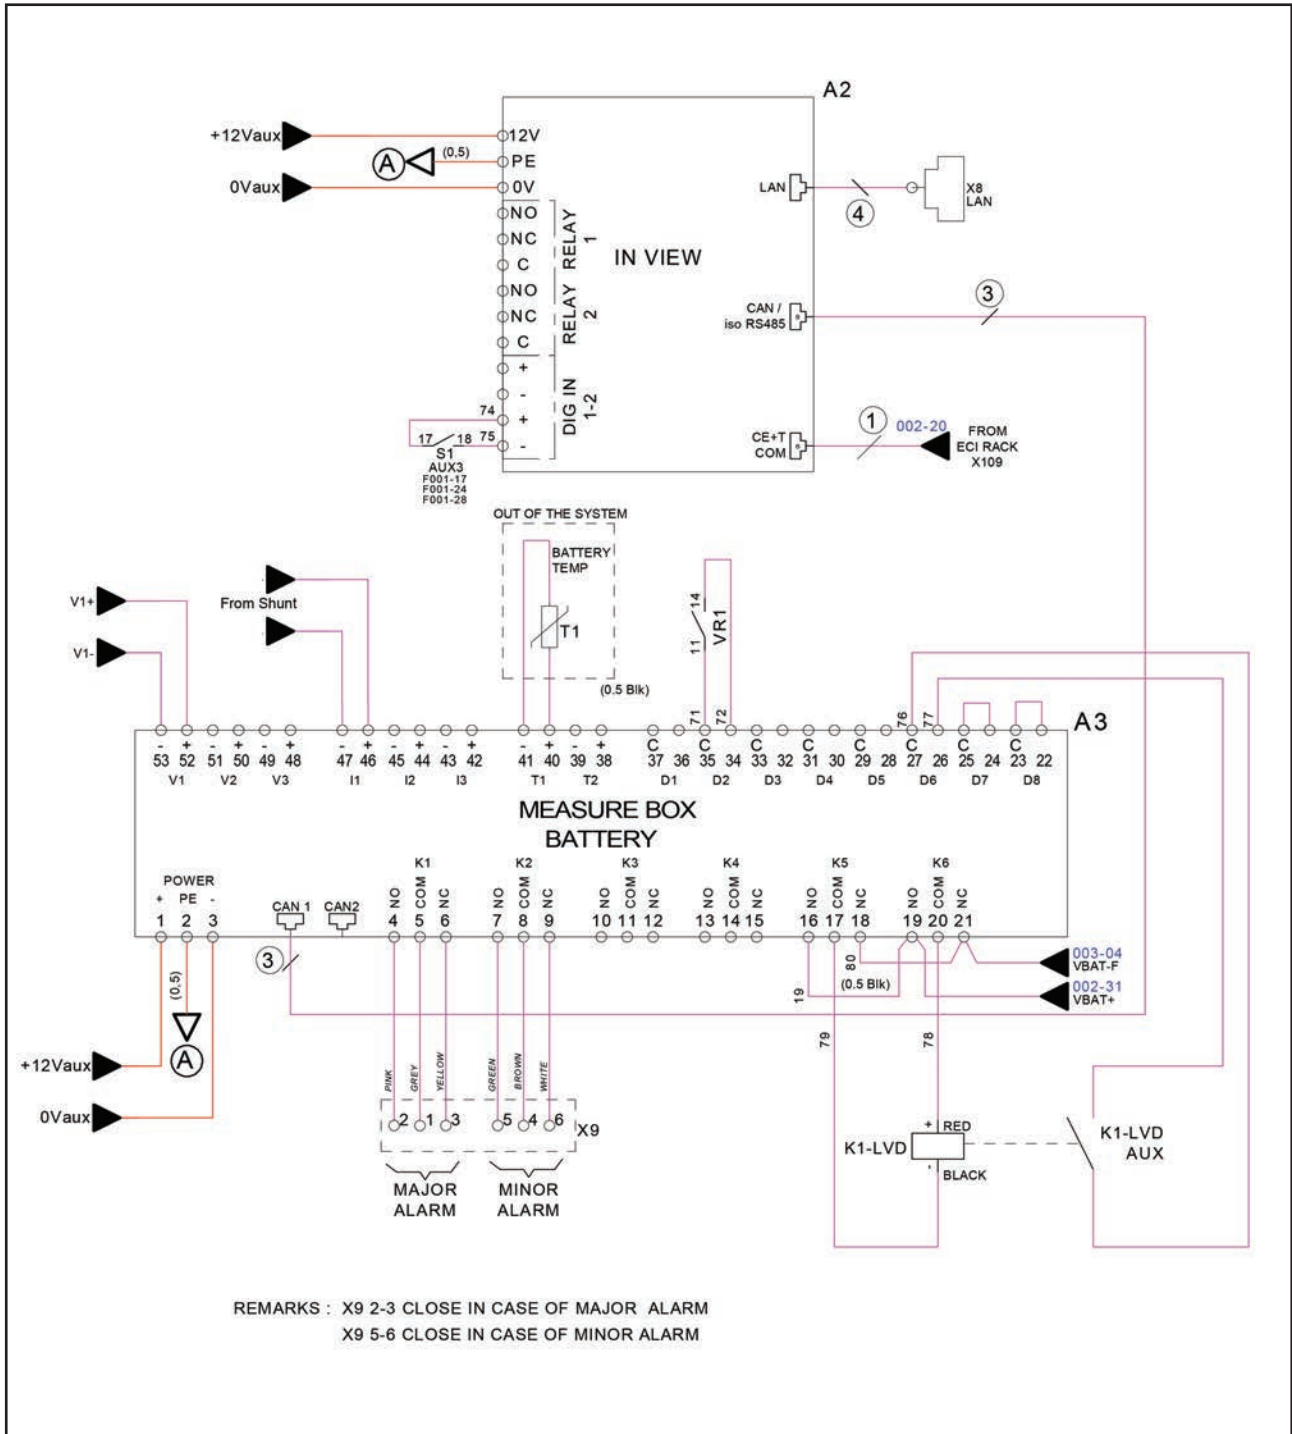 A2
+12Vaux
12V
A
(0,5)
PE
0Vaux
0V
LAN
4
X8
LAN
NO
NC
C
RELAY
1
IN VIEW
NO
NC
C
RELAY
2
CAN /
iso RS485
3
+
-
74
+
75
-
DIG IN
1-2
17
18
S1
AUX3
F001-17
F001-24
F001-28
CE+T
COM
1
002-20
FROM
ECI RACK
X109
OUT OF THE SYSTEM
BATTERY
TEMP
T1
(0.5 Blk)
V1+
V1-
From Shunt
14
11
VR1
71
72
76
77
A3
- + - + - + - + - + - + - + - + C C C C C C C C
53 52 51 50 49 48 47 46 45 44 43 42 41 40 39 38 37 36 35 34 33 32 31 30 29 28 27 26 25 24 23 22
V1 V2 V3 I1 I2 I3 T1 T2 D1 D2 D3 D4 D5 D6 D7 D8
MEASURE BOX
BATTERY
K1 K2 K3 K4 K5 K6
POWER
+ PE -
CAN 1
CAN2
NO COM NC NO COM NC NO COM NC NO COM NC NO COM NC NO COM NC
1 2 3 4 5 6 7 8 9 10 11 12 13 14 15 16 17 18 19 20 21
3
(0,5)
A
+12Vaux
0Vaux
80
(0.5 Blk)
19
79
78
003-04
VBAT-F
002-31
VBAT+
PINK
GREY
YELLOW
GREEN
BROWN
WHITE
2 1 3 5 4 6
X9
MAJOR
ALARM
MINOR
ALARM
+ RED
K1-LVD
- BLACK
K1-LVD
AUX
REMARKS : X9 2-3 CLOSE IN CASE OF MAJOR ALARM
X9 5-6 CLOSE IN CASE OF MINOR ALARM